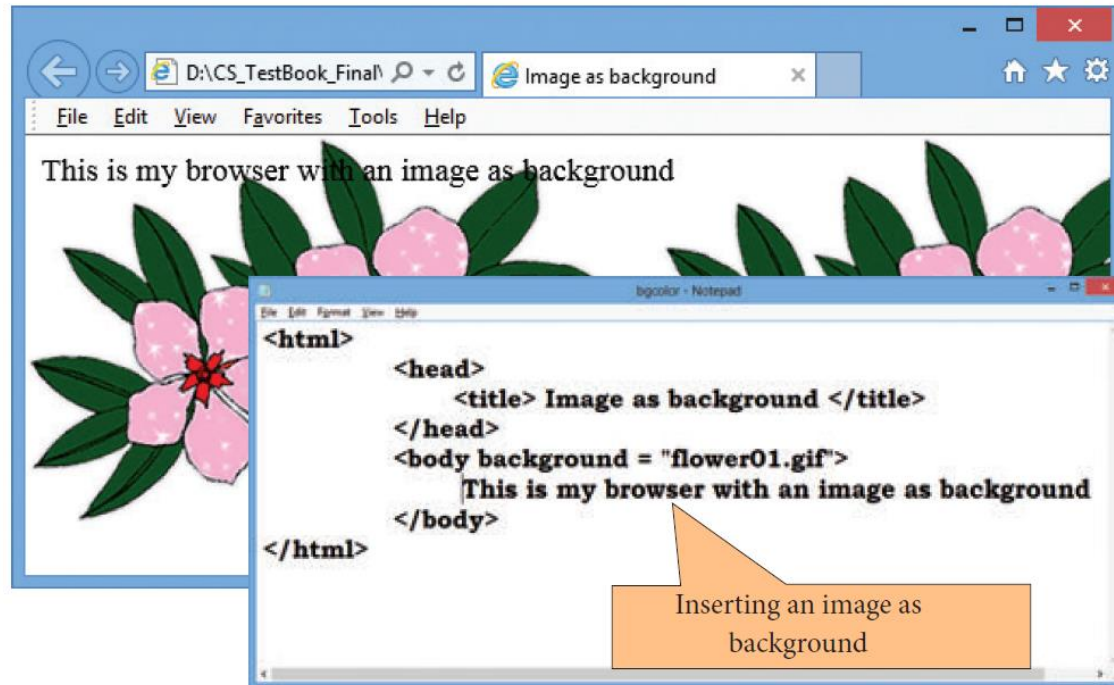 D:\CS_TestBook_Final\
Image as background
File Edit View Favorites Tools Help
This is my browser with an image as background
bgcolor - Notepad
File Edit Format View Help
<html>
<head>
<title> Image as background </title>
</head>
<body background = "flower01.gif">
This is my browser with an image as background
</body>
</html>
Inserting an image as
background